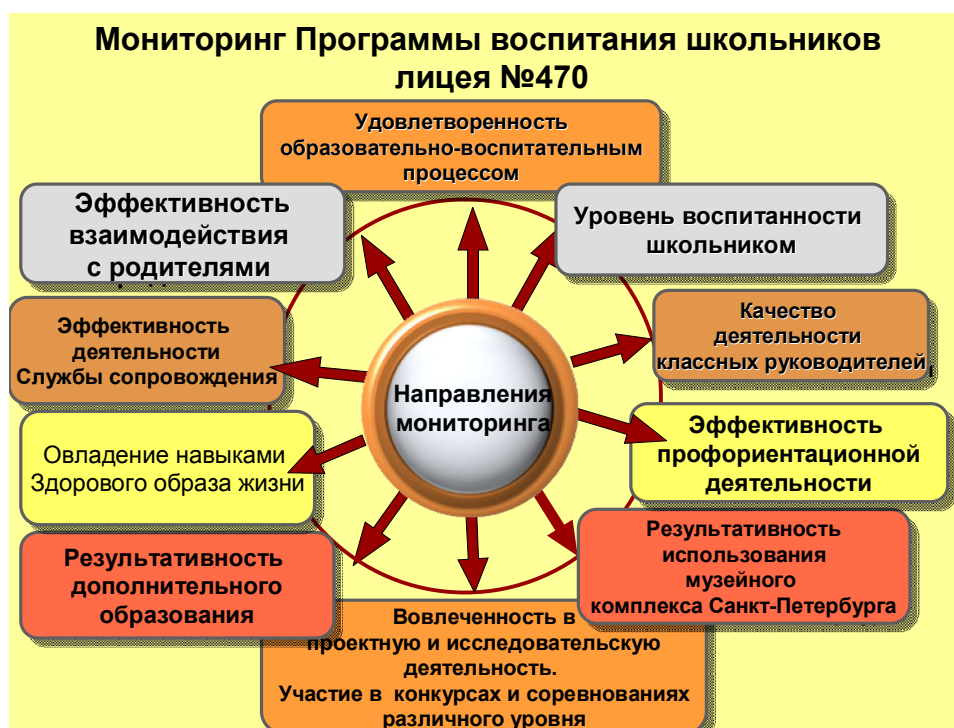 Мониторинг Программы воспитания школьников
лицея №470
Удовлетворенность
образовательно-воспитательным
процессом
Эффективность
взаимодействия
с родителями
Уровень воспитанности
школьником
Эффективность
деятельности
Службы сопровождения
Качество
деятельности
классных руководителей
Направления
мониторинга
Овладение навыками
Здорового образа жизни
Эффективность
профориентационной
деятельности
Результативность
дополнительного
образования
Результативность
использования
музейного
комплекса Санкт-Петербурга
Вовлеченность в
проектную и исследовательскую
деятельность.
Участие в конкурсах и соревнованиях
различного уровня